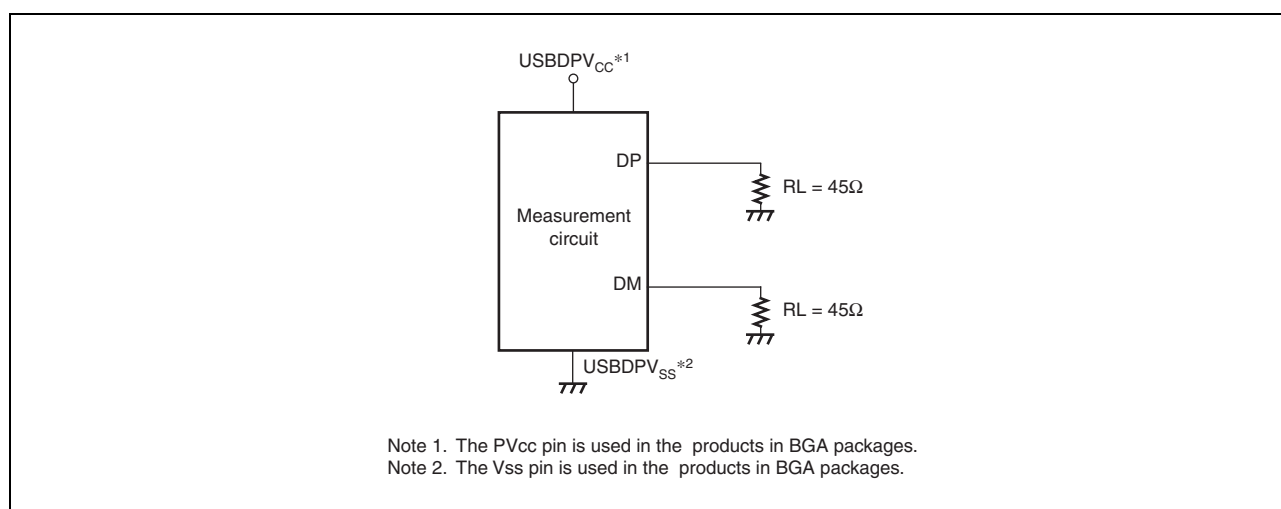 USBDPVCC*1
DP
RL = 45Ω
Measurement
circuit
DM
RL = 45Ω
USBDPVSS*2
Note 1. The PVcc pin is used in the products in BGA packages.
Note 2. The Vss pin is used in the products in BGA packages.